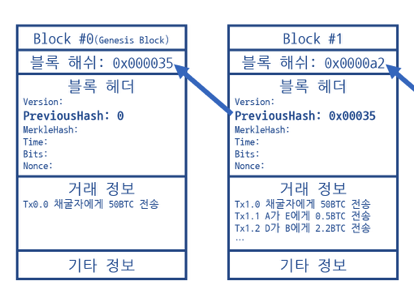 Block #0(Genesis Block)
블록 해쉬: 0x000035
블록 헤더
Version:
PreviousHash: 0
MerkleHash:
Time:
Bits:
Nonce:
거래 정보
Tx0.0 채굴자에게 50BTC 전송
기타 정보
Block #1
블록 해쉬: 0x0000a2
블록 헤더
Version:
PreviousHash: 0x00035
MerkleHash:
Time:
Bits:
Nonce:
거래 정보
Tx1.0 채굴자에게 50BTC 전송
Tx1.1 A가 E에게 0.5BTC 전송
Tx1.2 D가 B에게 2.2BTC 전송
…
기타 정보